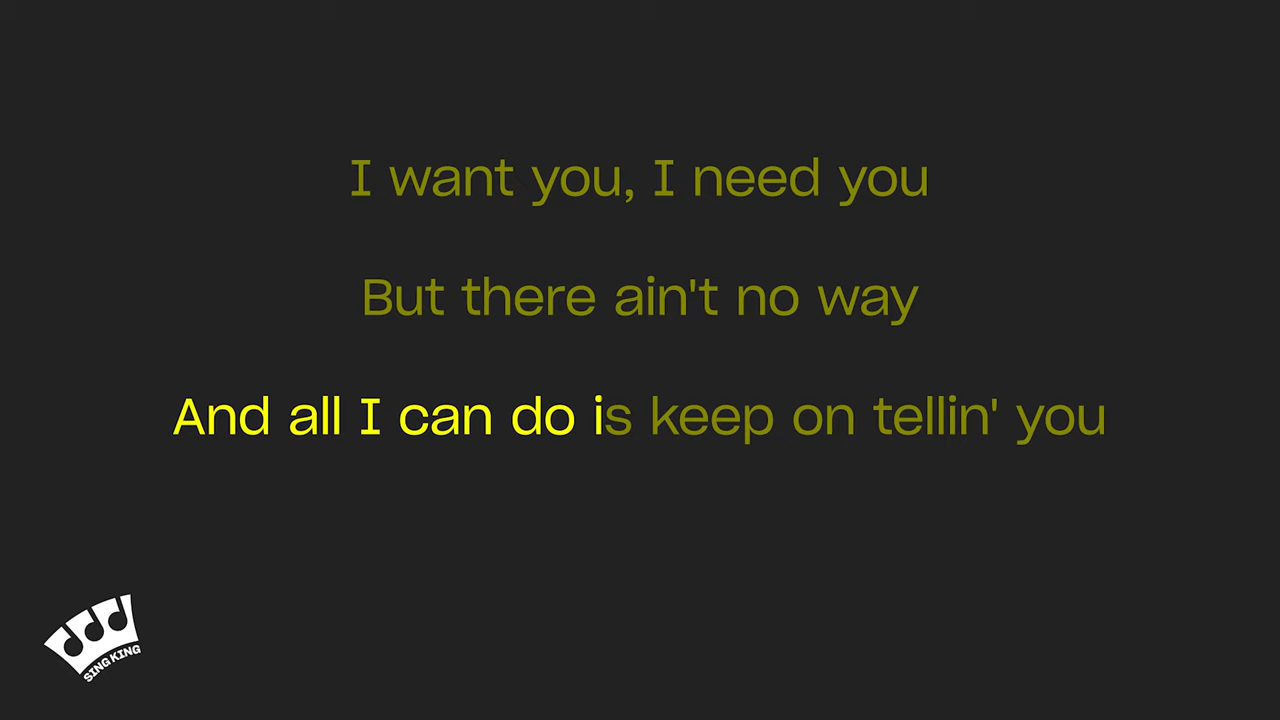 I want you, I need you
But there ain't no way
And all I can do is keep on tellin' you
SING KING